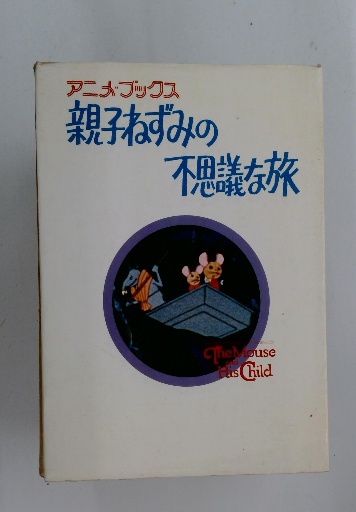 アニメ・ブックス
親子ねずみの
不思議な旅
The Mouse
and
His Child